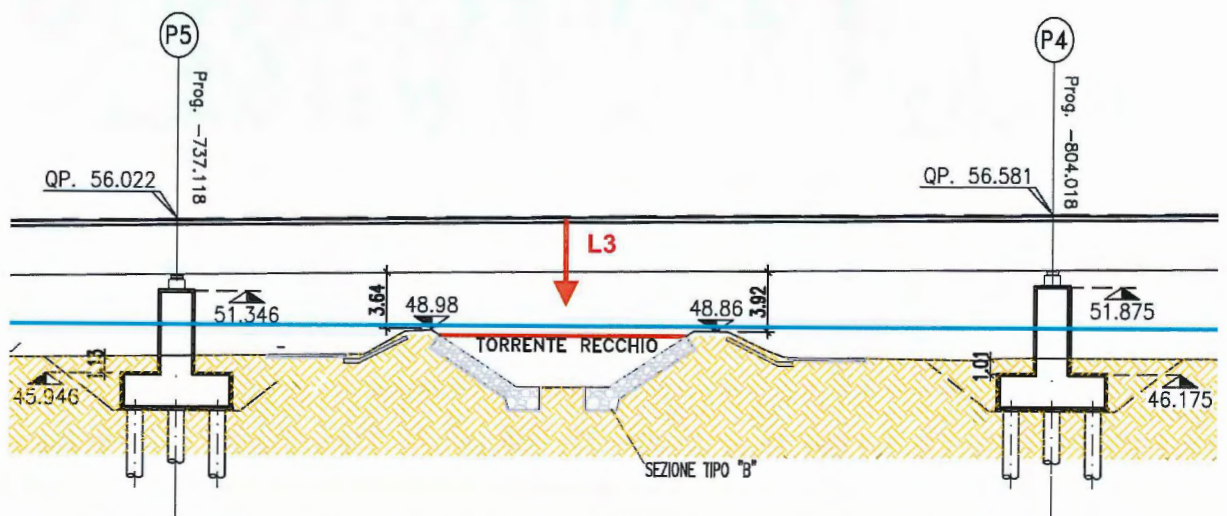 P5
P4
Prog. -737.118
Prog. -804.018
QP. 56.022
QP. 56.581
L3
3.64
3.92
51.346
48.98
48.86
51.875
TORRENTE RECCHIO
1.13
1.01
45.946
46.175
SEZIONE TIPO "B"